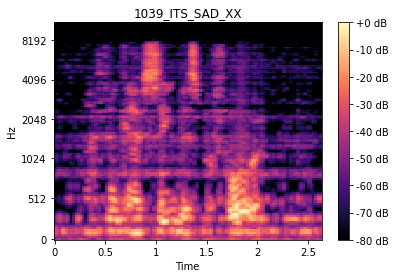 1039_ITS_SAD_XX
+0 dB
8192
-10 dB
4096
-20 dB
-30 dB
2048
Hz
-40 dB
1024
-50 dB
512
-60 dB
-70 dB
0
-80 dB
0 0.5 1 1.5 2 2.5
Time